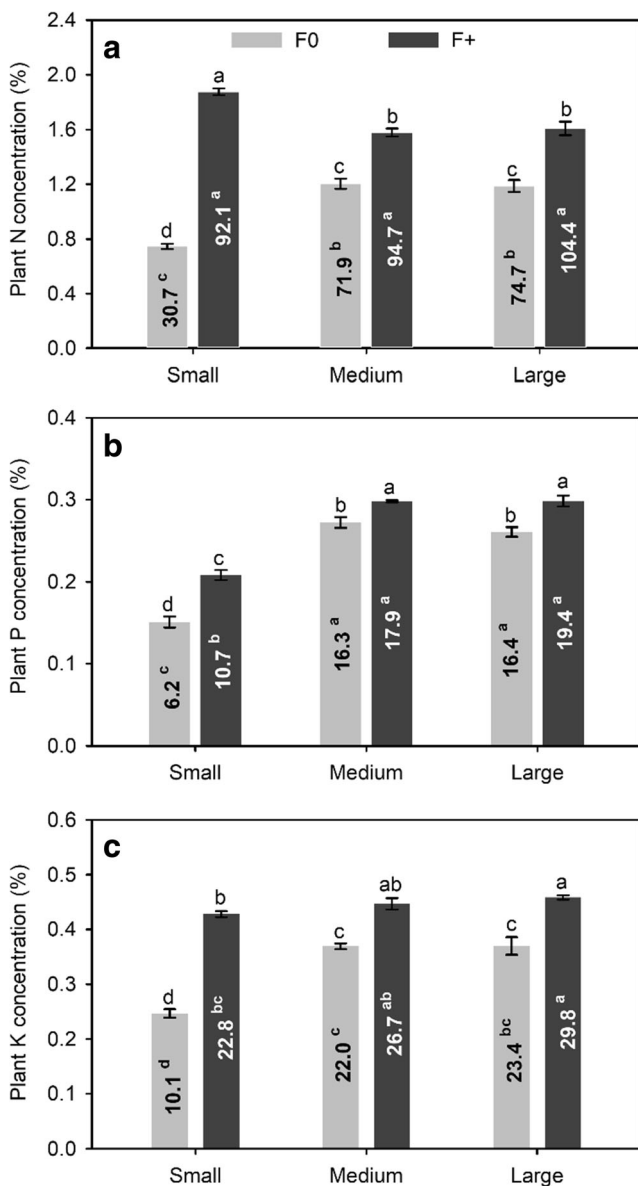 a
F0 F+
Plant N concentration (%)
2.4
2.0
1.6
1.2
0.8
0.4
0.0
d a c b c b
30.7 c 92.1 a 71.9 b 94.7 a 74.7 b 104.4 a
Small Medium Large
b
Plant P concentration (%)
0.4
0.3
0.2
0.1
0.0
d c b a b a
6.2 c 10.7 b 16.3 a 17.9 a 16.4 a 19.4 a
Small Medium Large
c
Plant K concentration (%)
0.6
0.5
0.4
0.3
0.2
0.1
0.0
d b c ab c a
10.1 d 22.8 bc 22.0 c 26.7 ab 23.4 bc 29.8 a
Small Medium Large